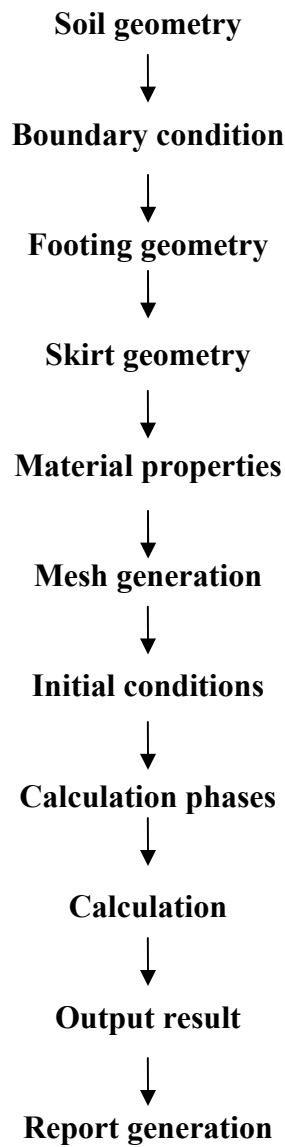 Soil geometry
Boundary condition
Footing geometry
Skirt geometry
Material properties
Mesh generation
Initial conditions
Calculation phases
Calculation
Output result
Report generation